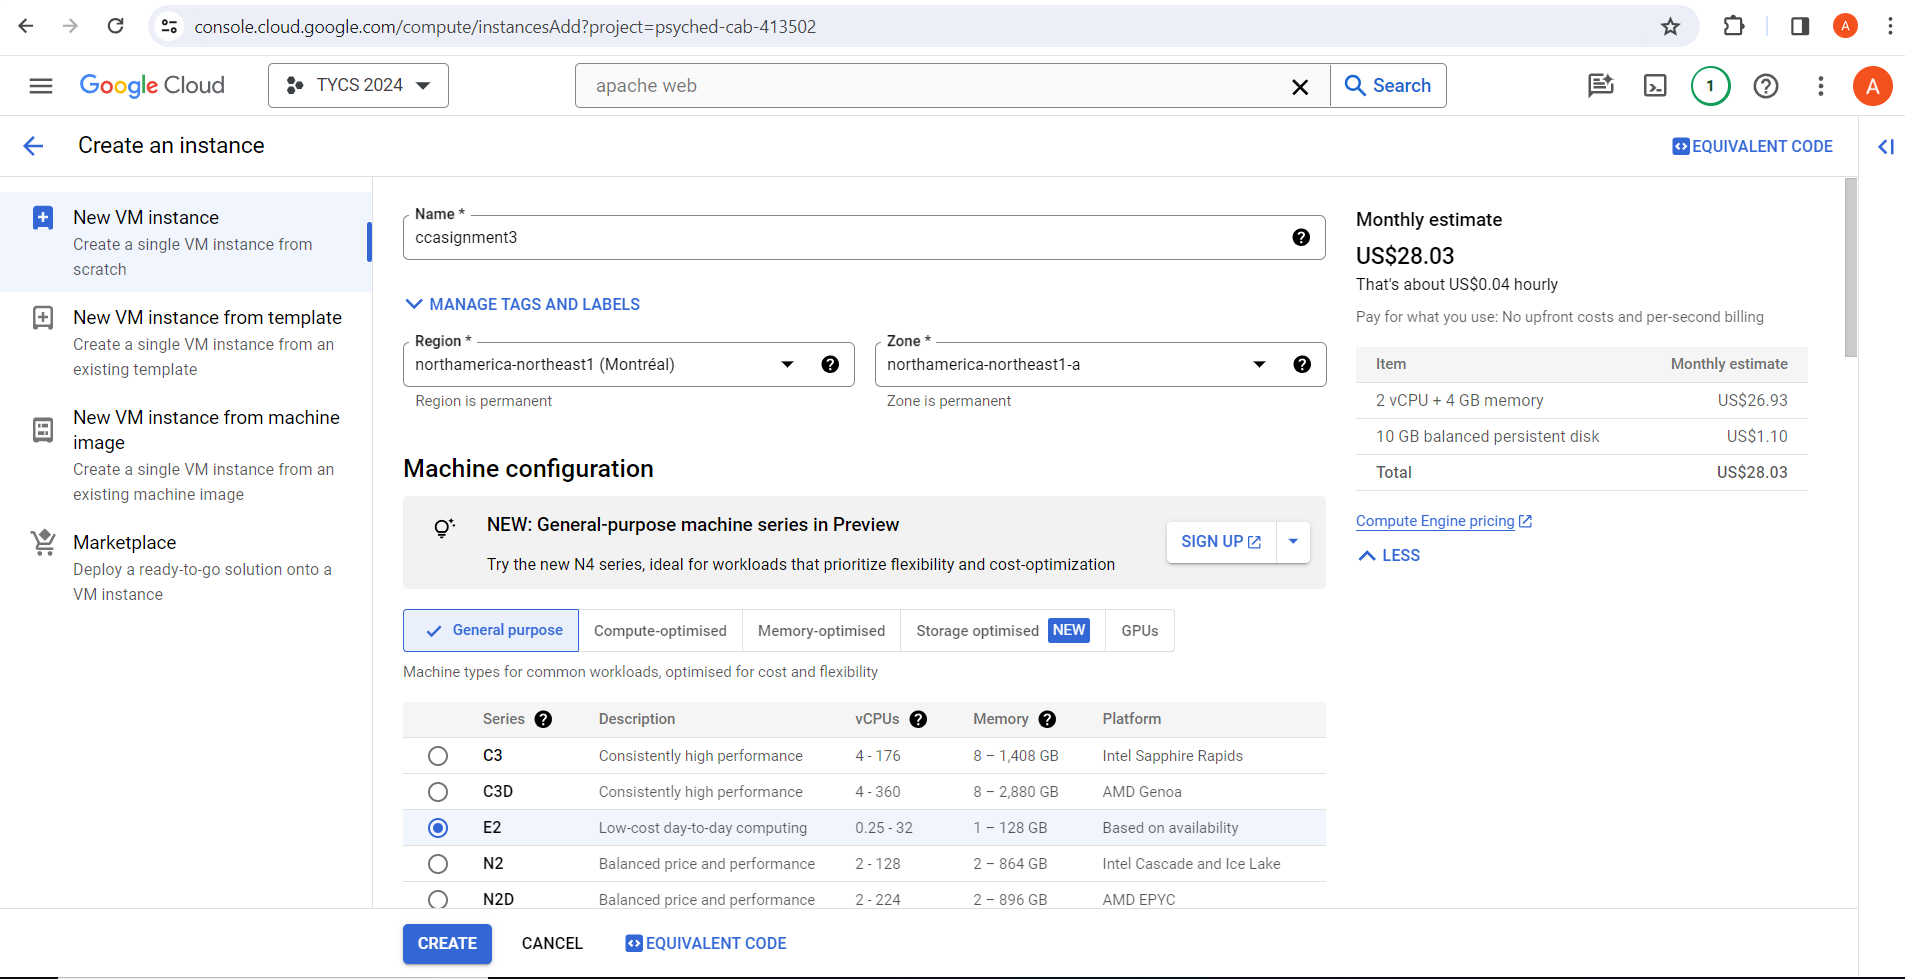 console.cloud.google.com/compute/instancesAdd?project=psyched-cab-413502
A
Google Cloud
TYCS 2024
apache web
Search
1
A
Create an instance
EQUIVALENT CODE
New VM instance
Create a single VM instance from
scratch
New VM instance from template
Create a single VM instance from an
existing template
New VM instance from machine
image
Create a single VM instance from an
existing machine image
Marketplace
Deploy a ready-to-go solution onto a
VM instance
Name *
ccasignment3
MANAGE TAGS AND LABELS
Region *
northamerica-northeast1 (Montréal)
Region is permanent
Zone *
northamerica-northeast1-a
Zone is permanent
Machine configuration
NEW: General-purpose machine series in Preview
Try the new N4 series, ideal for workloads that prioritize flexibility and cost-optimization
SIGN UP
General purpose
Compute-optimised
Memory-optimised
Storage optimised NEW
GPUs
Machine types for common workloads, optimised for cost and flexibility
Series Description vCPUs Memory Platform
C3 Consistently high performance 4 - 176 8 – 1,408 GB Intel Sapphire Rapids
C3D Consistently high performance 4 - 360 8 – 2,880 GB AMD Genoa
E2 Low-cost day-to-day computing 0.25 - 32 1 – 128 GB Based on availability
N2 Balanced price and performance 2 - 128 2 – 864 GB Intel Cascade and Ice Lake
N2D Balanced price and performance 2 - 224 2 – 896 GB AMD EPYC
Monthly estimate
US$28.03
That's about US$0.04 hourly
Pay for what you use: No upfront costs and per-second billing
Item Monthly estimate
2 vCPU + 4 GB memory US$26.93
10 GB balanced persistent disk US$1.10
Total US$28.03
Compute Engine pricing
LESS
CREATE
CANCEL
EQUIVALENT CODE